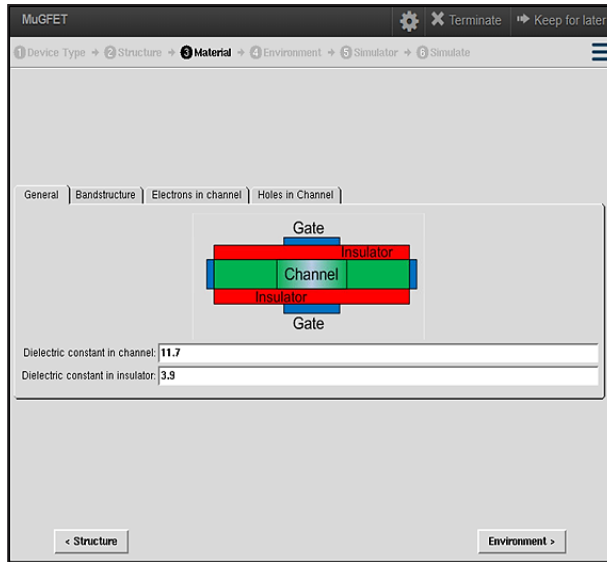 MuGFET Terminate Keep for later
1 Device Type → 2 Structure → 3 Material → 4 Environment → 5 Simulator → 6 Simulate
General Bandstructure Electrons in channel Holes in Channel
Gate
Insulator
Channel
Insulator
Gate
Dielectric constant in channel: 11.7
Dielectric constant in insulator: 3.9
< Structure Environment >